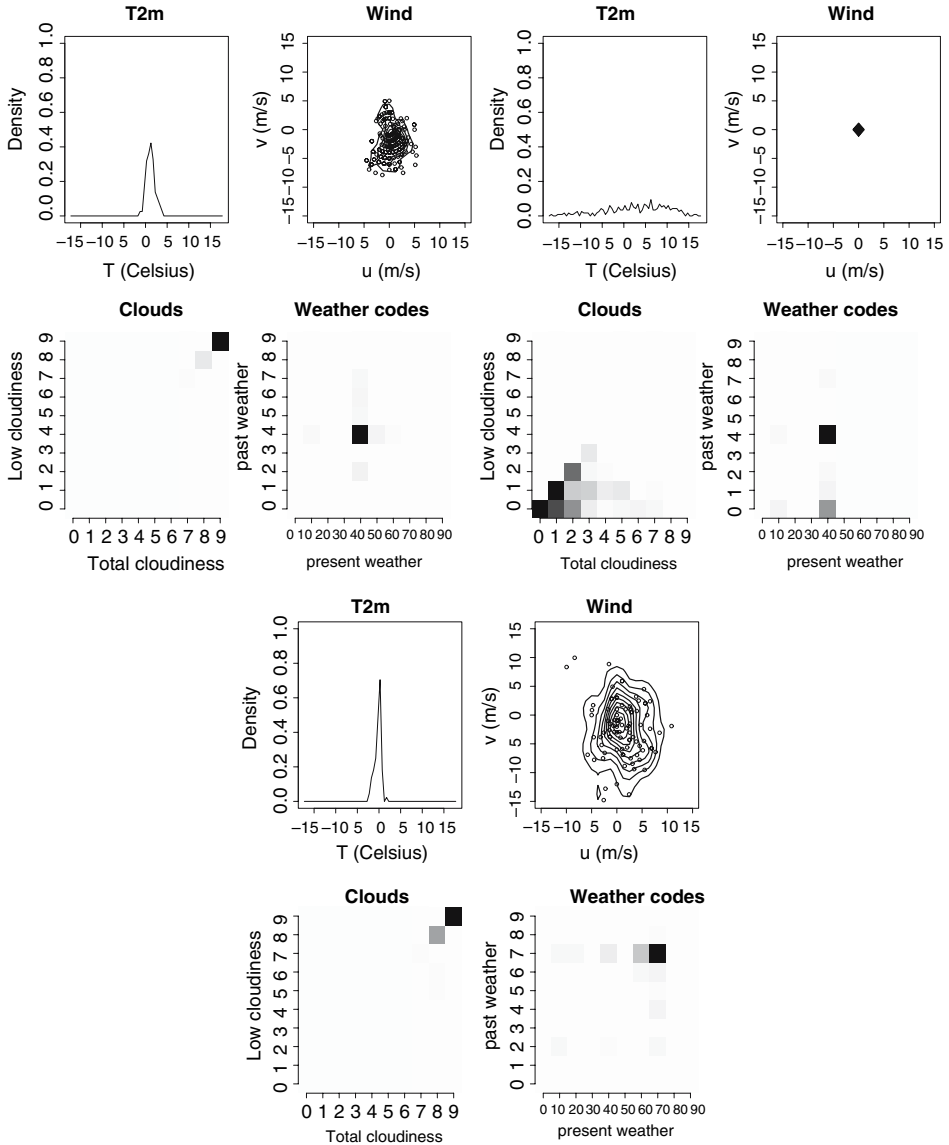 T2m
Density
0.0 0.2 0.4 0.6 0.8 1.0
−15 −10 −5 0 5 10 15
T (Celsius)
Wind
v (m/s)
−15 −10 −5 0 5 10 15
−15 −10 −5 0 5 10 15
u (m/s)
T2m
Density
0.0 0.2 0.4 0.6 0.8 1.0
−15 −10 −5 0 5 10 15
T (Celsius)
Wind
v (m/s)
−15 −10 −5 0 5 10 15
−15 −10 −5 0 5 10 15
u (m/s)
Clouds
Low cloudiness
0 1 2 3 4 5 6 7 8 9
0 1 2 3 4 5 6 7 8 9
Total cloudiness
Weather codes
past weather
0 1 2 3 4 5 6 7 8 9
0 10 20 30 40 50 60 70 80 90
present weather
Clouds
Low cloudiness
0 1 2 3 4 5 6 7 8 9
0 1 2 3 4 5 6 7 8 9
Total cloudiness
Weather codes
past weather
0 1 2 3 4 5 6 7 8 9
0 10 20 30 40 50 60 70 80 90
present weather
T2m
Density
0.0 0.2 0.4 0.6 0.8 1.0
−15 −10 −5 0 5 10 15
T (Celsius)
Wind
v (m/s)
−15 −10 −5 0 5 10 15
−15 −10 −5 0 5 10 15
u (m/s)
Clouds
Low cloudiness
0 1 2 3 4 5 6 7 8 9
0 1 2 3 4 5 6 7 8 9
Total cloudiness
Weather codes
past weather
0 1 2 3 4 5 6 7 8 9
0 10 20 30 40 50 60 70 80 90
present weather